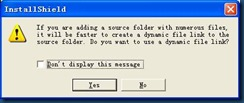 InstallShield
If you are adding a source folder with numerous files,
it will be faster to create a dynamic file link to the
source folder. Do you want to use a dynamic file link?
Don't display this message
Yes
No